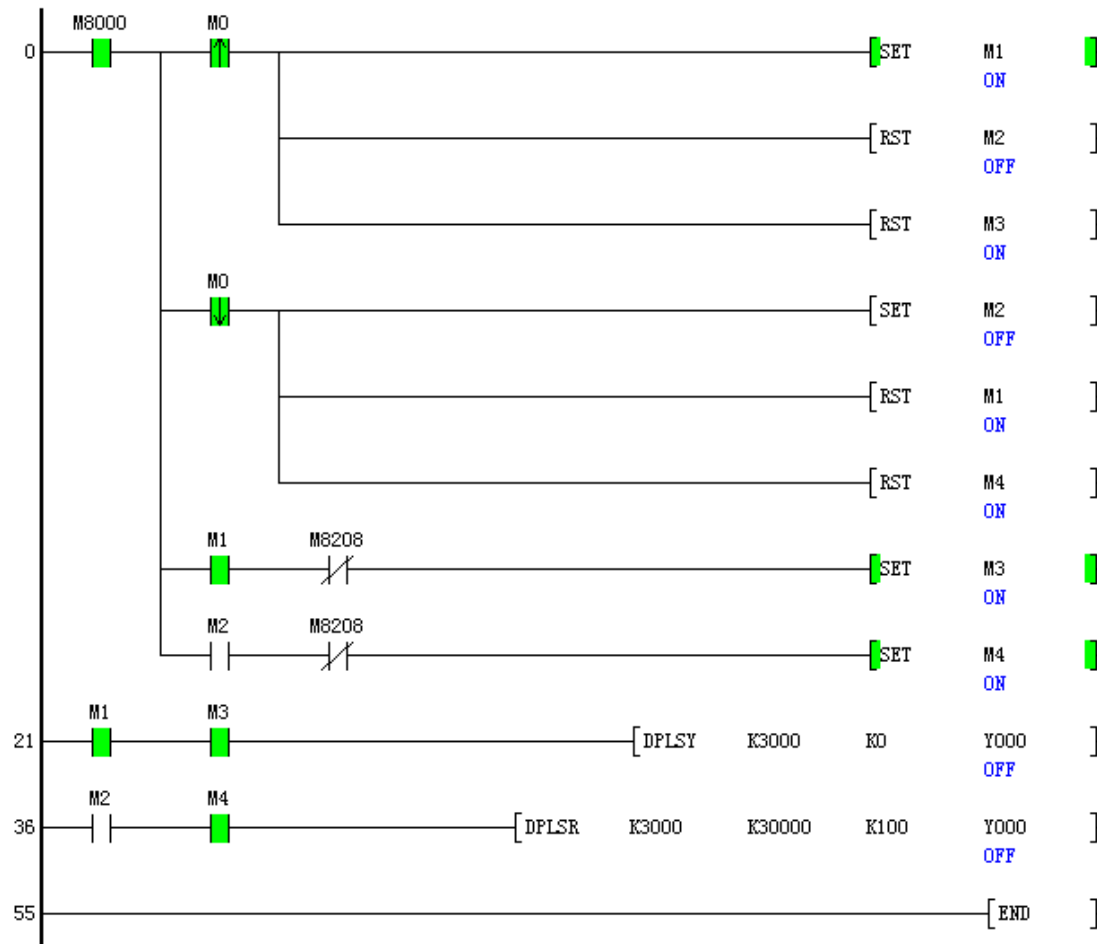 M8000 M0
0 SET M1
ON
RST M2
OFF
RST M3
ON
M0
SET M2
OFF
RST M1
ON
RST M4
ON
M1 M8208
SET M3
ON
M2 M8208
SET M4
ON
M1 M3
21 DPLSY K3000 K0 Y000
OFF
M2 M4
36 DPLSR K3000 K30000 K100 Y000
OFF
55 END